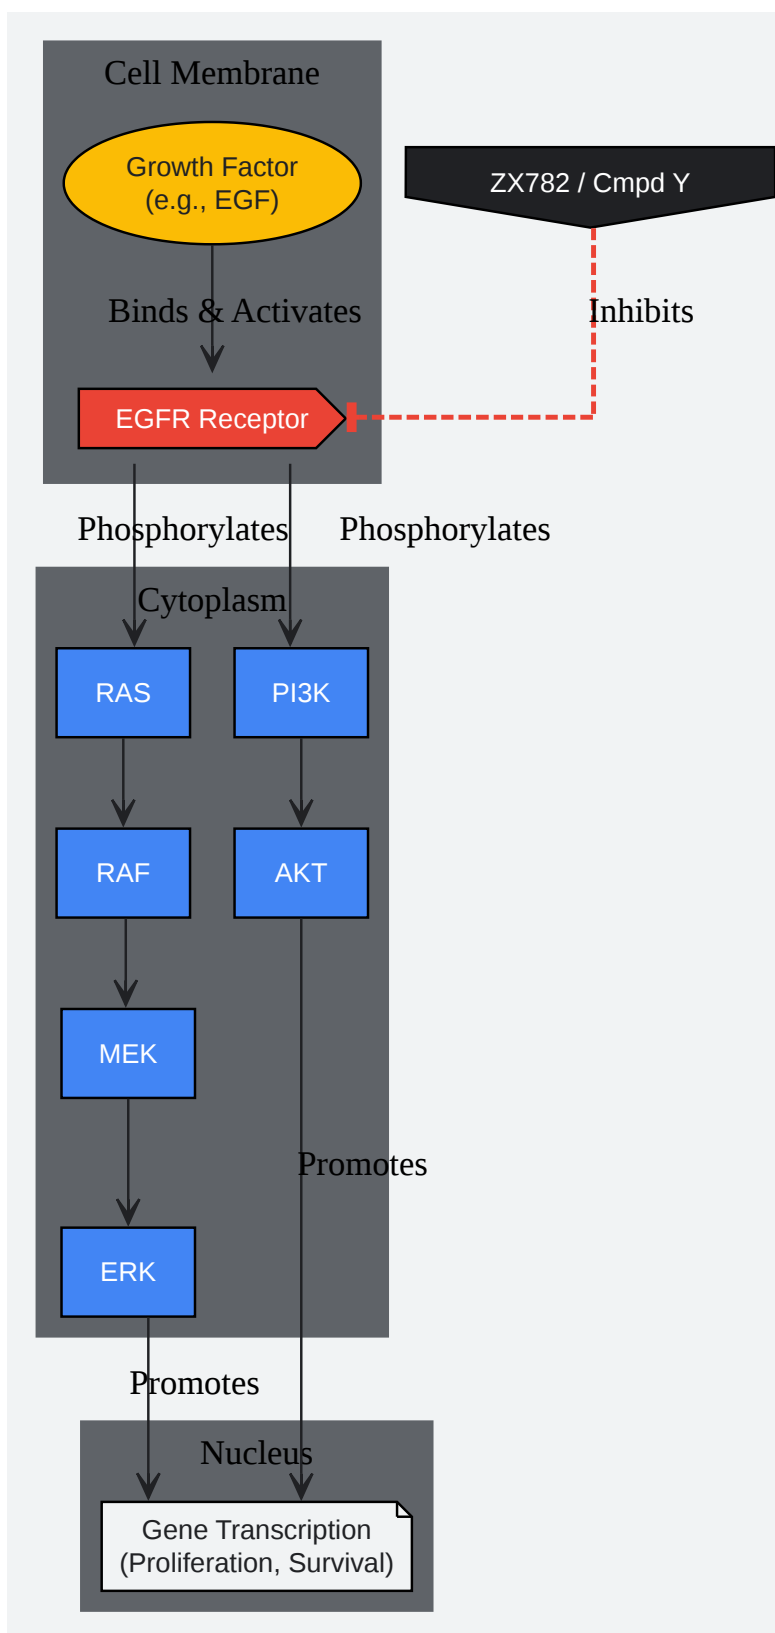 Cell Membrane
Growth Factor
(e.g., EGF)
ZX782 / Cmpd Y
Binds & Activates
Inhibits
EGFR Receptor
Phosphorylates
Phosphorylates
Cytoplasm
RAS
PI3K
RAF
AKT
MEK
Promotes
ERK
Promotes
Nucleus
Gene Transcription
(Proliferation, Survival)